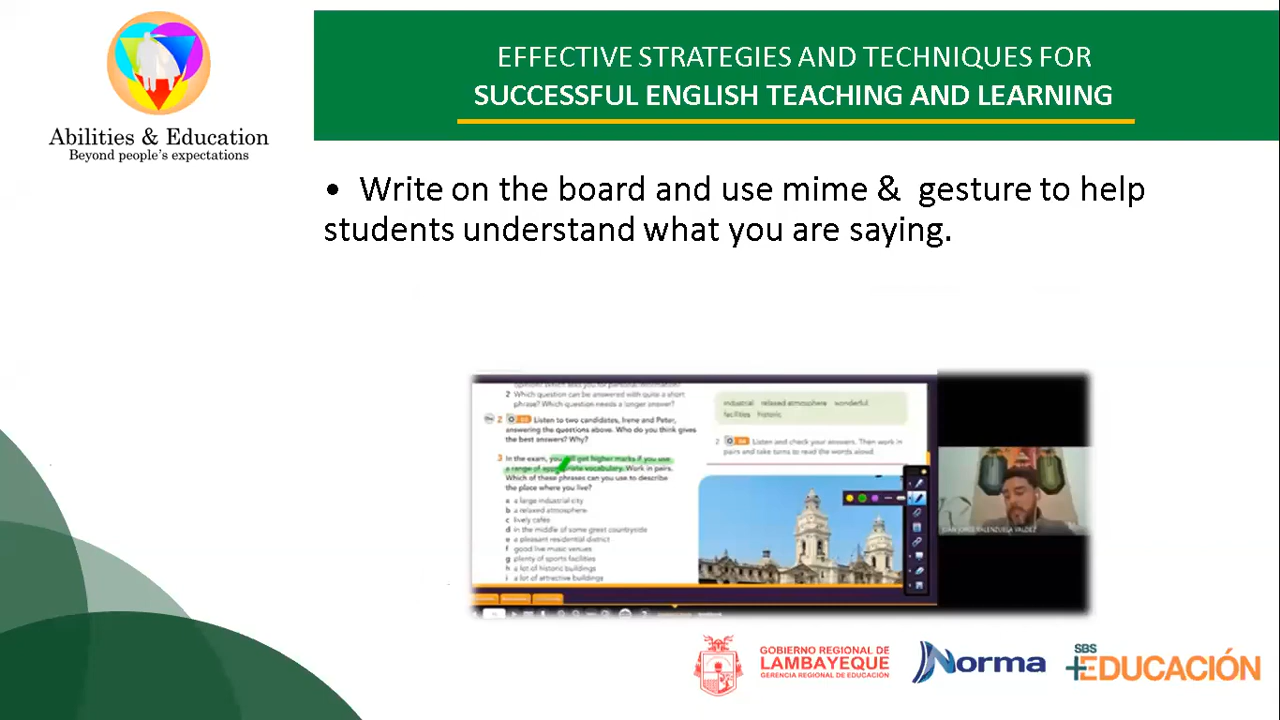 EFFECTIVE STRATEGIES AND TECHNIQUES FOR
SUCCESSFUL ENGLISH TEACHING AND LEARNING
Abilities & Education
Beyond people's expectations
• Write on the board and use mime & gesture to help
students understand what you are saying.
2 Which question can be answered with quite a short
phrase? Which question needs a longer answer?
2 Listen to two candidates, Irene and Peter,
answering the questions above. Who do you think gives
the best answers? Why?
3 In the exam, you will get higher marks if you use
a range of appropriate vocabulary. Work in pairs.
Which of these phrases can you use to describe
the place where you live?
a a large industrial city
b a relaxed atmosphere
c lively cafés
d in the middle of some great countryside
e a pleasant residential district
f good live music venues
g plenty of sports facilities
h a lot of historic buildings
i a lot of attractive buildings
industrial relaxed atmosphere wonderful
facilities historic
2 Listen and check your answers. Then work in
pairs and take turns to read the words aloud.
VALENZUELA VALDEZ
GOBIERNO REGIONAL DE
LAMBAYEQUE
GERENCIA REGIONAL DE EDUCACIÓN
Norma
SBS
EDUCACIÓN